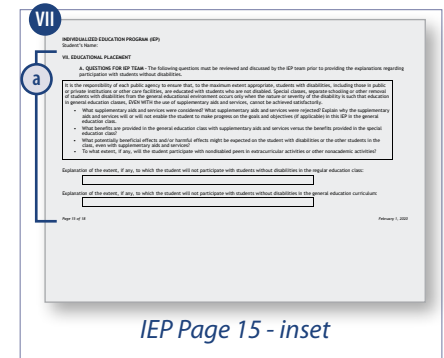 VII
INDIVIDUALIZED EDUCATION PROGRAM (IEP)
Student's Name:
VII. EDUCATIONAL PLACEMENT
a
A. QUESTIONS FOR IEP TEAM - The following questions must be reviewed and discussed by the IEP team prior to providing the explanations regarding
participation with students without disabilities.
It is the responsibility of each public agency to ensure that, to the maximum extent appropriate, students with disabilities, including those in public
or private institutions or other care facilities, are educated with students who are not disabled. Special classes, separate schooling or other removal
of students with disabilities from the general educational environment occurs only when the nature or severity of the disability is such that education
in general education classes, EVEN WITH the use of supplementary aids and services, cannot be achieved satisfactorily.
• What supplementary aids and services were considered? What supplementary aids and services were rejected? Explain why the supplementary
aids and services will or will not enable the student to make progress on the goals and objectives (if applicable) in this IEP in the general
education class.
• What benefits are provided in the general education class with supplementary aids and services versus the benefits provided in the special
education class?
• What potentially beneficial effects and/or harmful effects might be expected on the student with disabilities or the other students in the
class, even with supplementary aids and services?
• To what extent, if any, will the student participate with nondisabled peers in extracurricular activities or other nonacademic activities?
Explanation of the extent, if any, to which the student will not participate with students without disabilities in the regular education class:
Explanation of the extent, if any, to which the student will not participate with students without disabilities in the general education curriculum:
Page 15 of 18
February 1, 2020
IEP Page 15 - inset